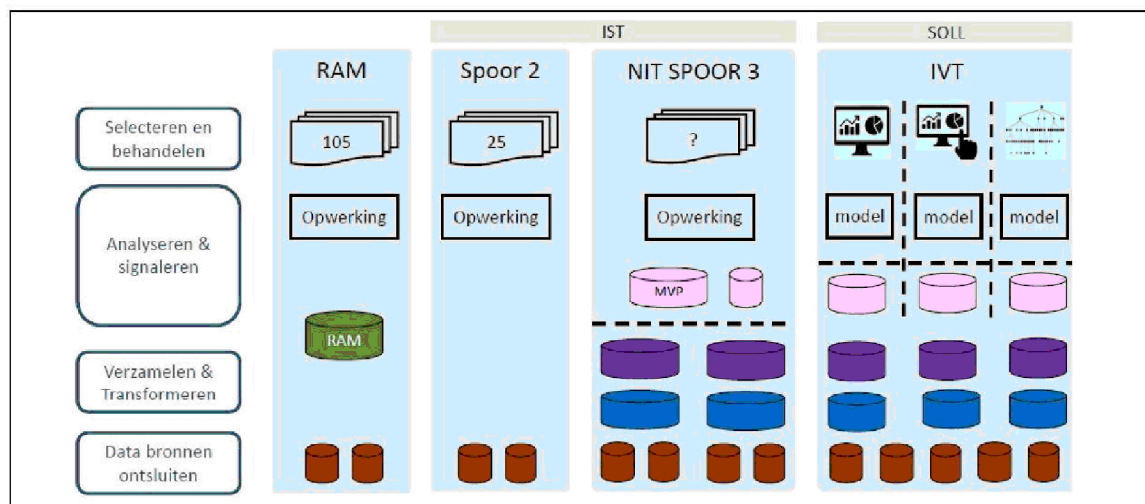 IST
SOLL
RAM
Spoor 2
NIT SPOOR 3
IVT
Selecteren en
behandelen
105
25
?
Analyseren &
signaleren
Opwerking
Opwerking
Opwerking
model
model
model
MVP
RAM
Verzamelen &
Transformeren
Data bronnen
ontsluiten